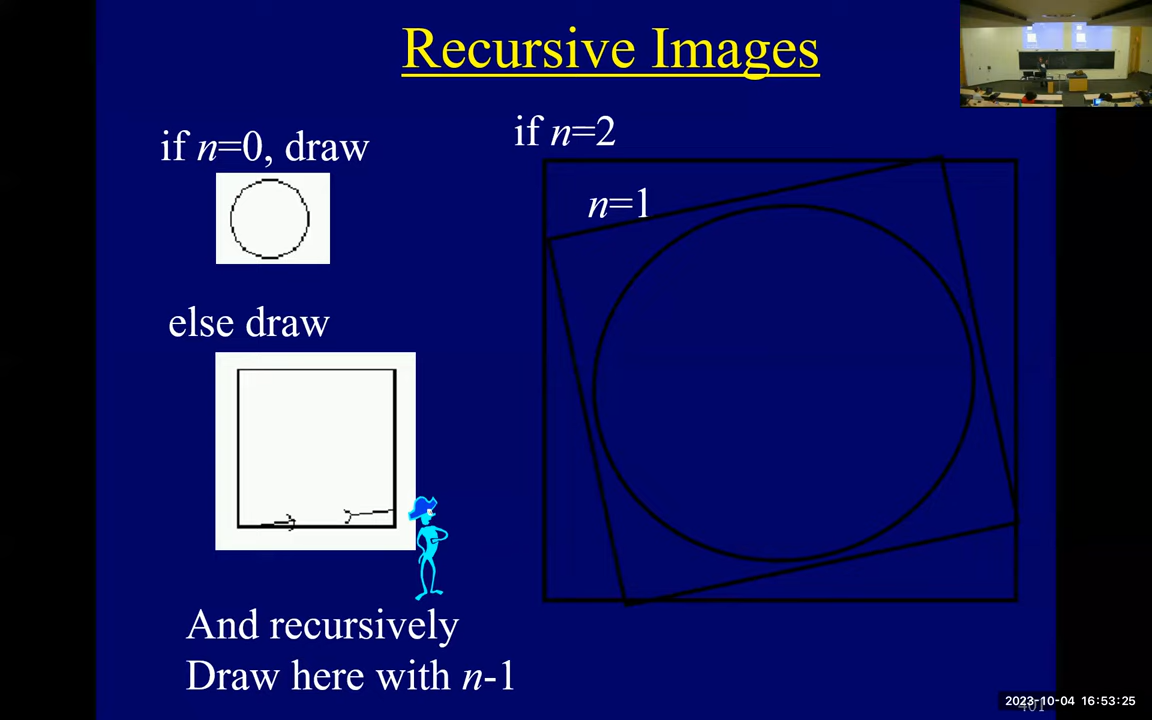 Recursive Images
if n=0, draw
if n=2
n=1
else draw
And recursively
Draw here with n-1
2023-10-04 16:53:25